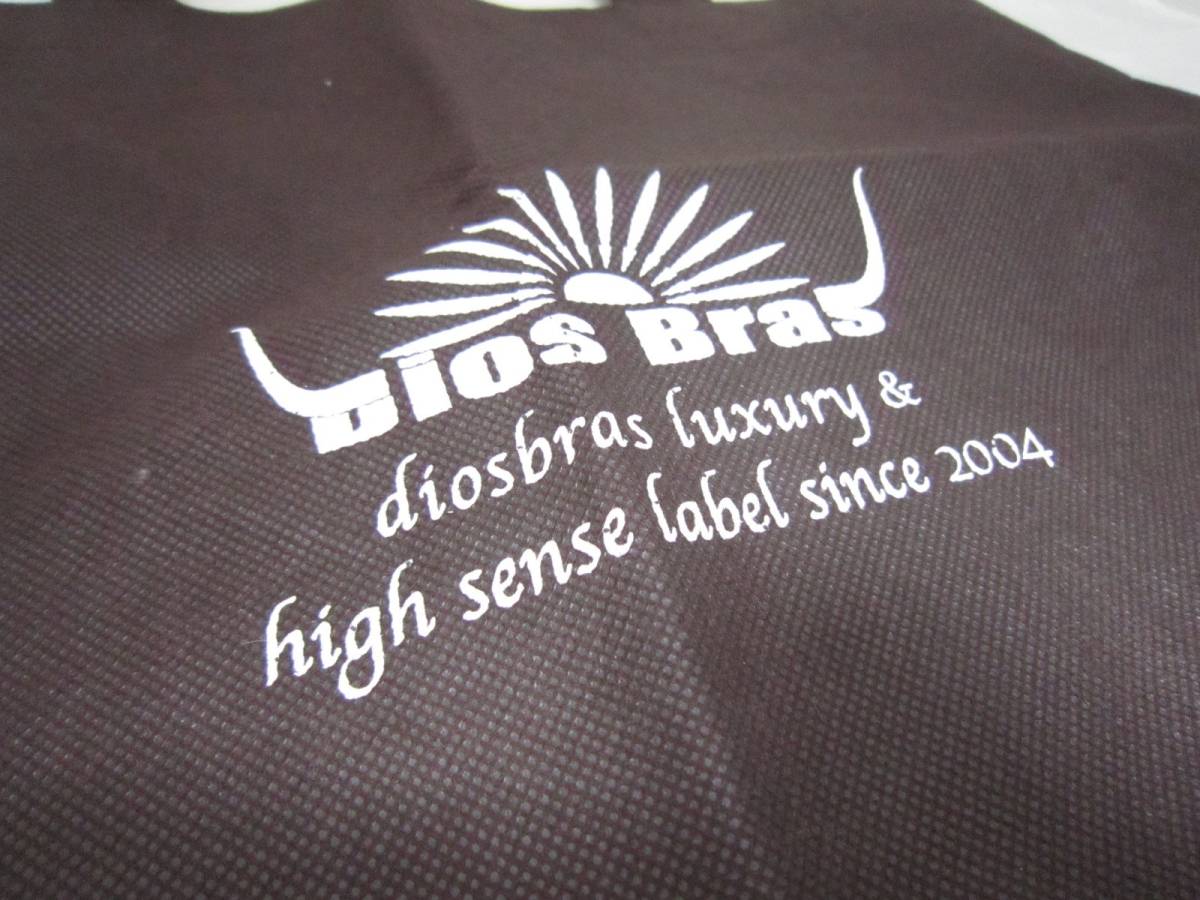 Dios Bras
diosbras luxury &
high sense label since 2004